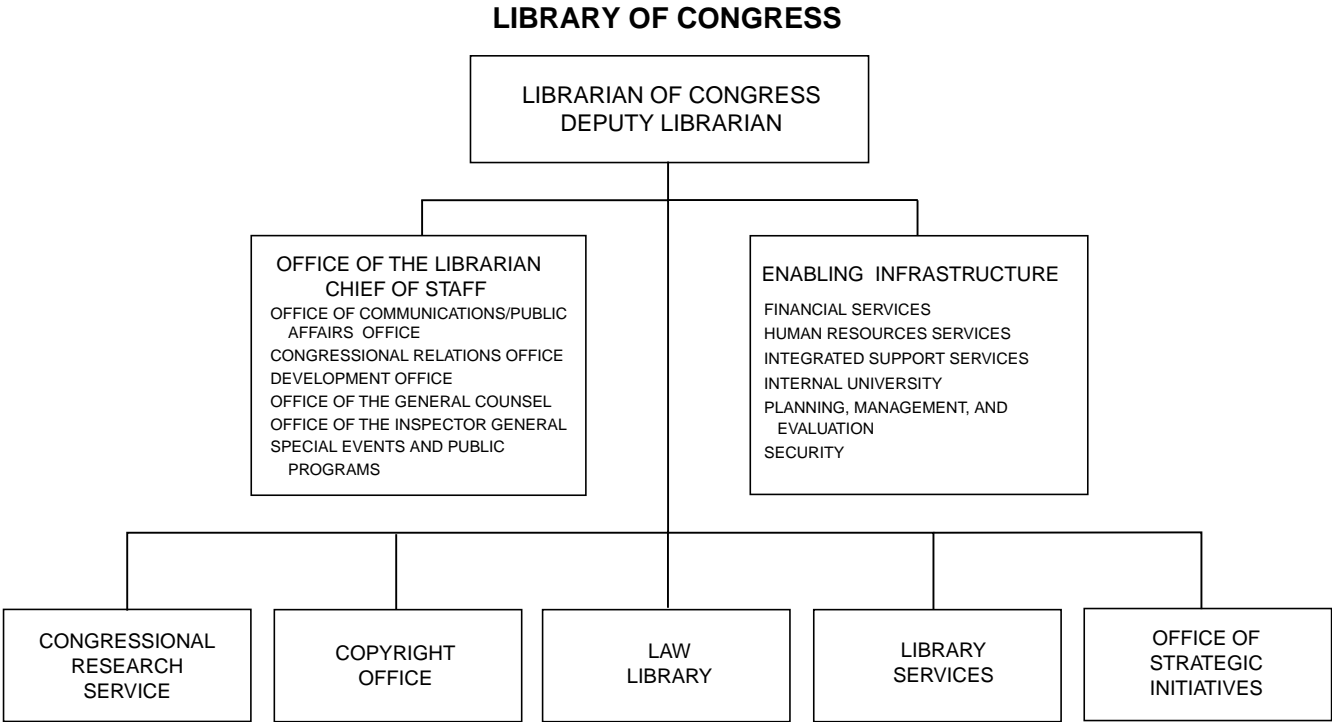 LIBRARY OF CONGRESS
LIBRARIAN OF CONGRESS
DEPUTY LIBRARIAN
OFFICE OF THE LIBRARIAN
CHIEF OF STAFF
OFFICE OF COMMUNICATIONS/PUBLIC
AFFAIRS OFFICE
CONGRESSIONAL RELATIONS OFFICE
DEVELOPMENT OFFICE
OFFICE OF THE GENERAL COUNSEL
OFFICE OF THE INSPECTOR GENERAL
SPECIAL EVENTS AND PUBLIC
PROGRAMS
ENABLING INFRASTRUCTURE
FINANCIAL SERVICES
HUMAN RESOURCES SERVICES
INTEGRATED SUPPORT SERVICES
INTERNAL UNIVERSITY
PLANNING, MANAGEMENT, AND
EVALUATION
SECURITY
CONGRESSIONAL
RESEARCH
SERVICE
COPYRIGHT
OFFICE
LAW
LIBRARY
LIBRARY
SERVICES
OFFICE OF
STRATEGIC
INITIATIVES